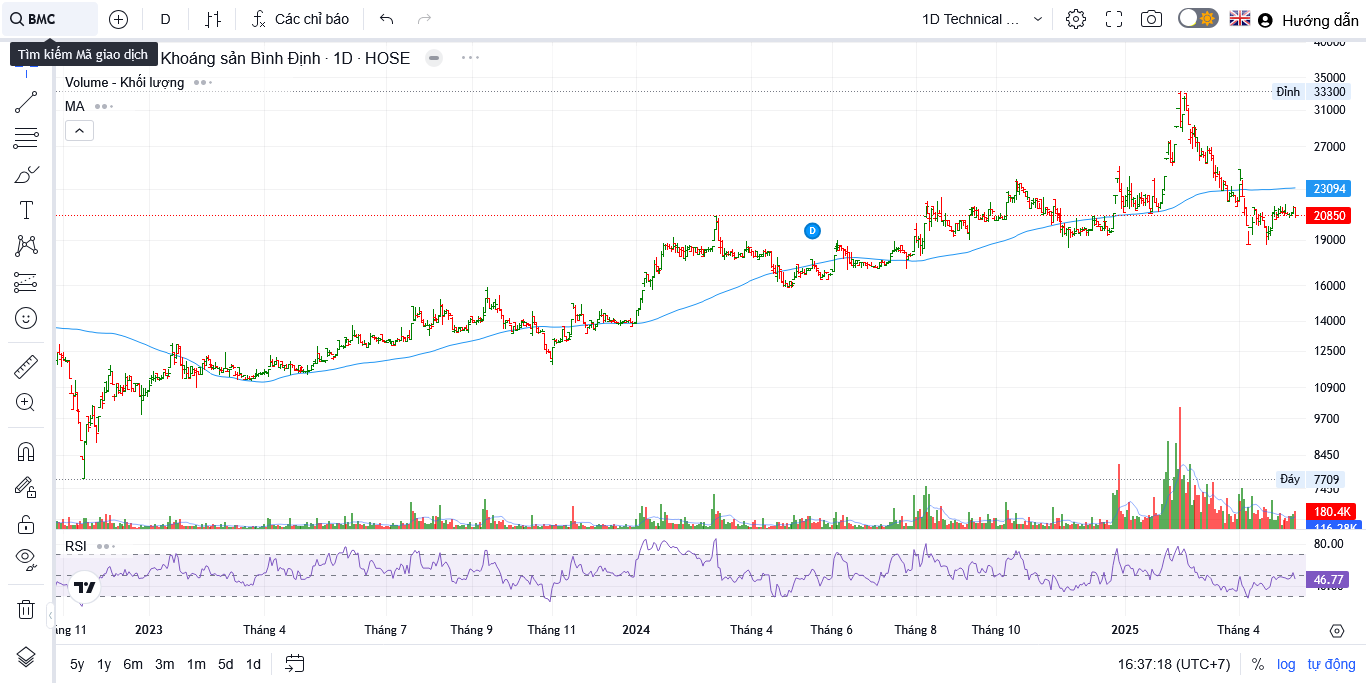 BMC
D
Các chỉ báo
1D Technical ...
Hướng dẫn
Tìm kiếm Mã giao dịch
Khoáng sản Bình Định · 1D · HOSE
Volume - Khối lượng
MA
40000
35000
Đỉnh 33300
31000
27000
23094
20850
D
19000
16000
14000
12500
10900
9700
8450
Đáy 7709
7450
180.4K
116.28K
RSI
80.00
46.77
ng 11 2023 Tháng 4 Tháng 7 Tháng 9 Tháng 11 2024 Tháng 4 Tháng 6 Tháng 8 Tháng 10 2025 Tháng 4
5y 1y 6m 3m 1m 5d 1d
16:37:18 (UTC+7) % log tự động